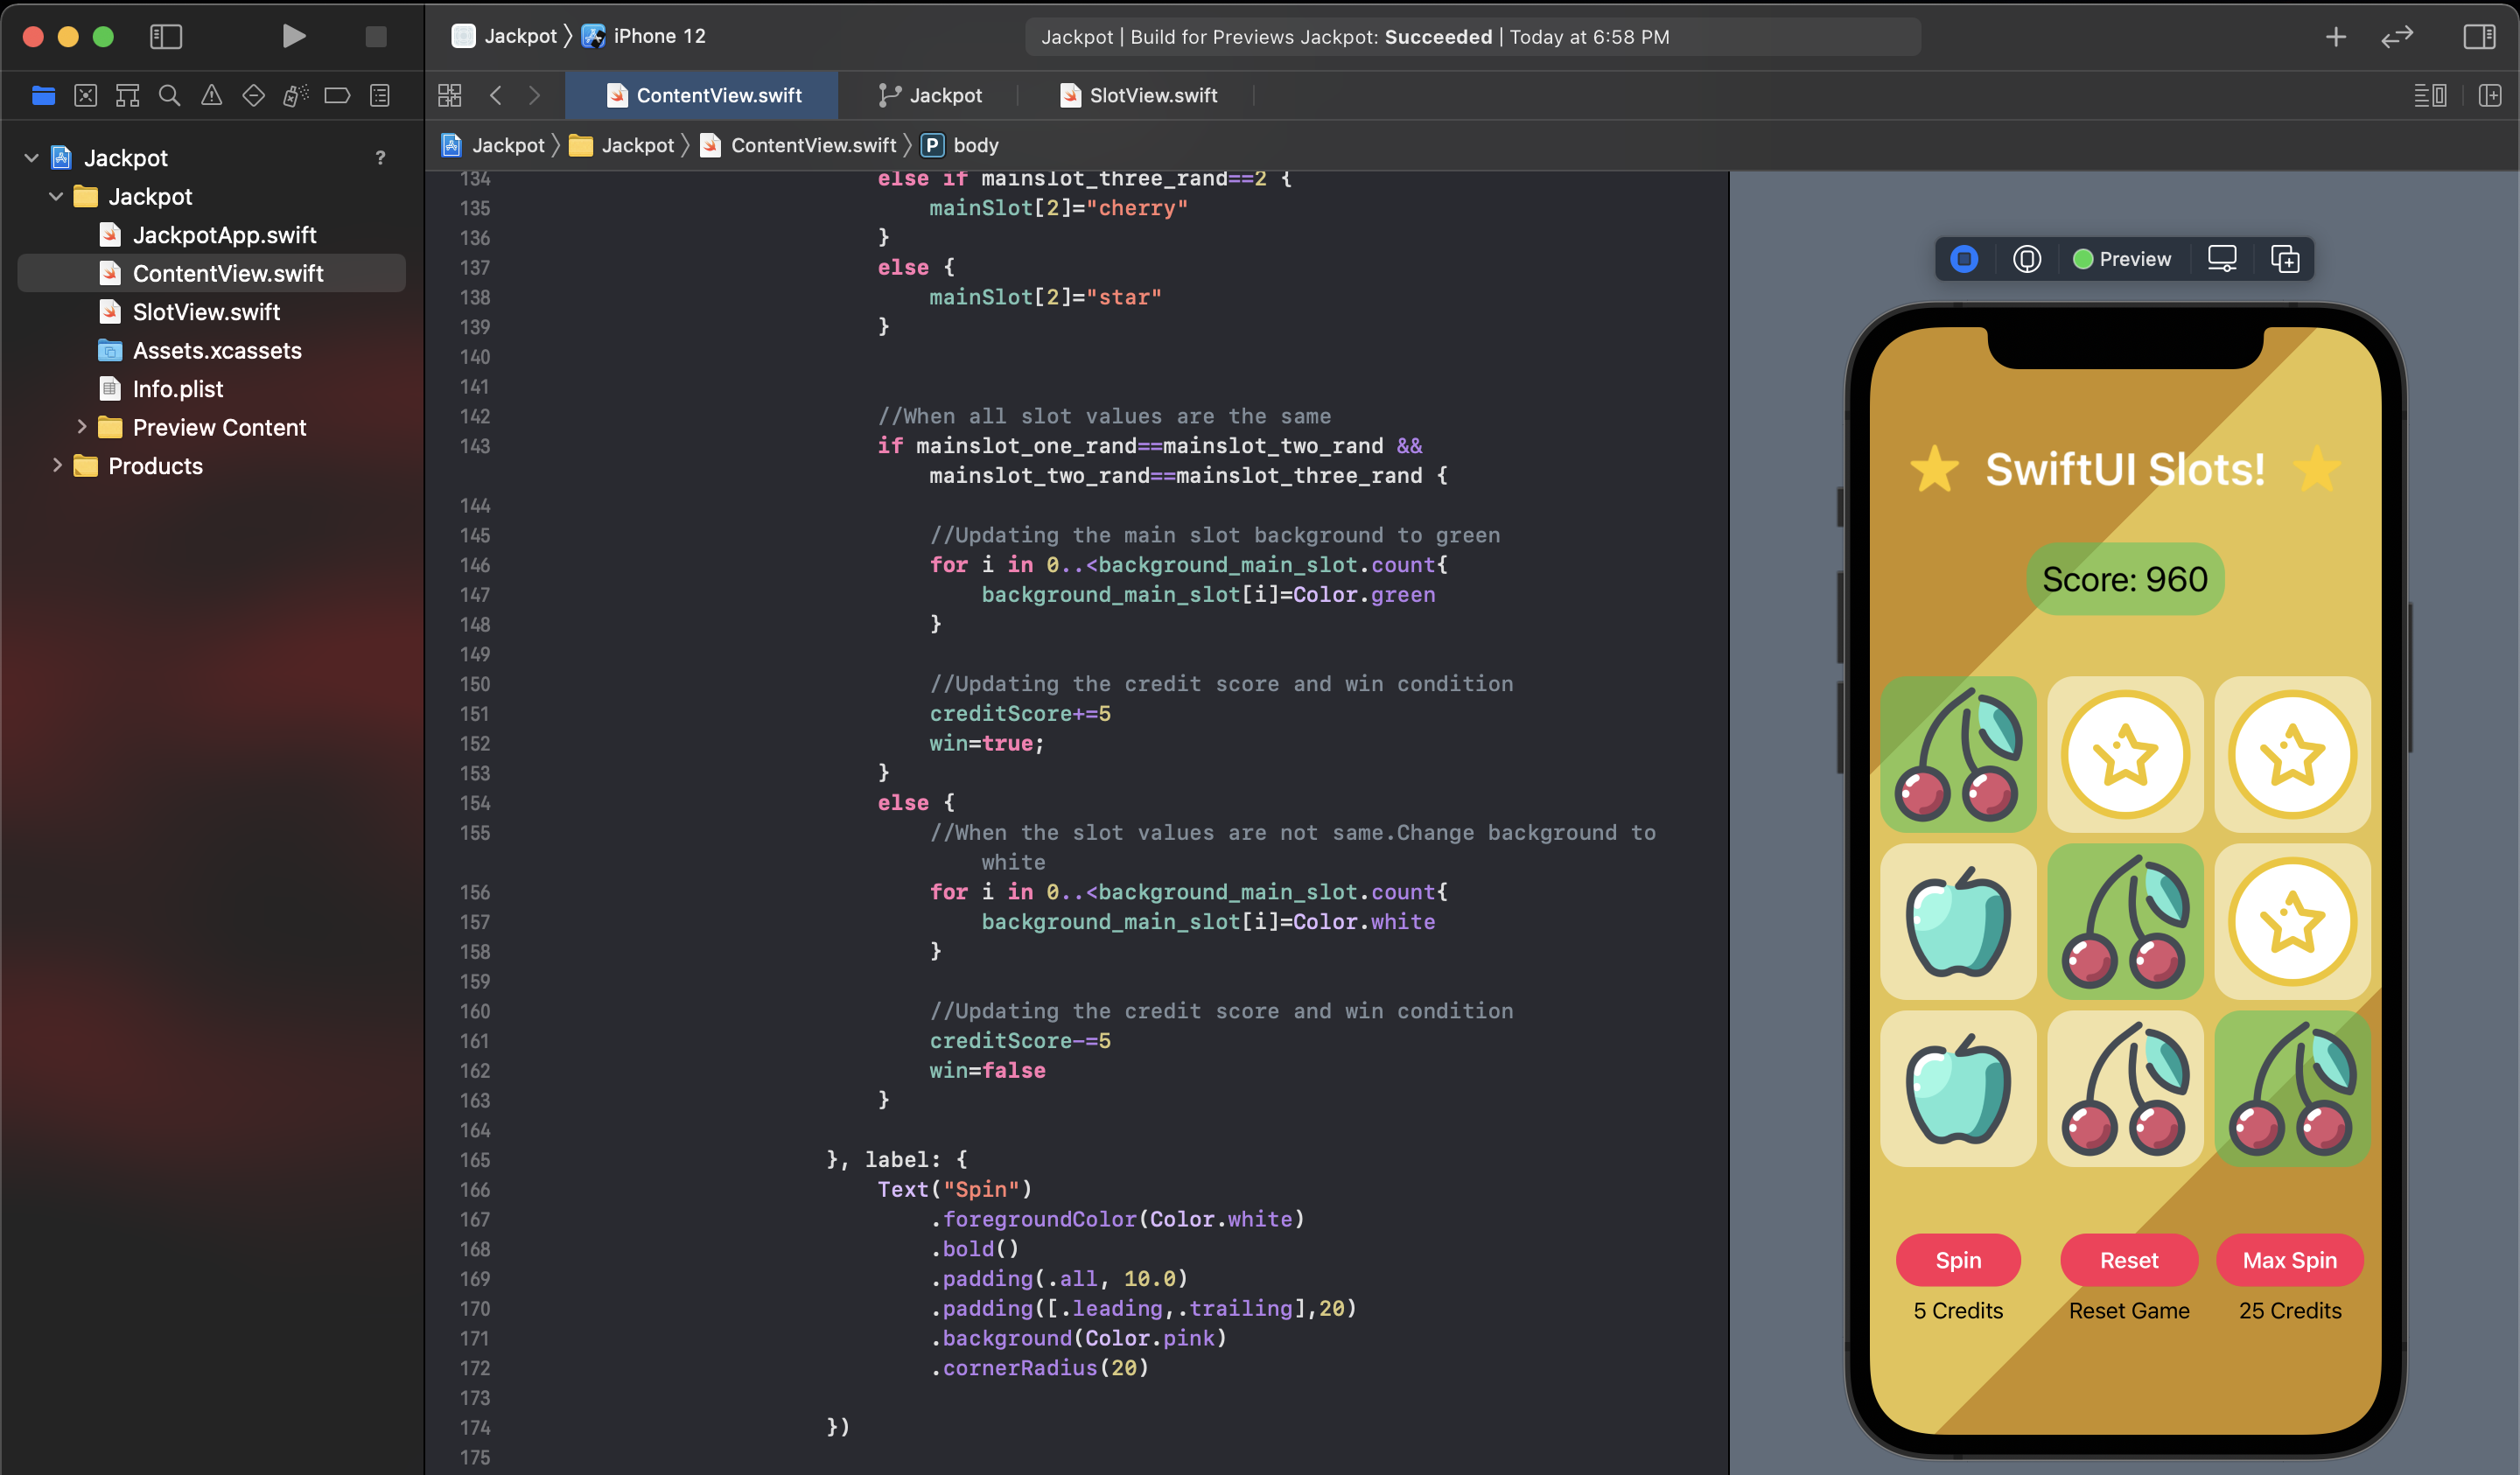 Jackpot 〉 iPhone 12
Jackpot | Build for Previews Jackpot: Succeeded | Today at 6:58 PM
ContentView.swift
Jackpot
SlotView.swift
Jackpot 〉 Jackpot 〉 ContentView.swift 〉 P body
Jackpot ?
Jackpot
JackpotApp.swift
ContentView.swift
SlotView.swift
Assets.xcassets
Info.plist
Preview Content
Products
134 else if mainslot_three_rand==2 {
135 mainSlot[2]="cherry"
136 }
137 else {
138 mainSlot[2]="star"
139 }
140
141
142 //When all slot values are the same
143 if mainslot_one_rand==mainslot_two_rand &&
mainslot_two_rand==mainslot_three_rand {
144
145 //Updating the main slot background to green
146 for i in 0..<background_main_slot.count{
147 background_main_slot[i]=Color.green
148 }
149
150 //Updating the credit score and win condition
151 creditScore+=5
152 win=true;
153 }
154 else {
155 //When the slot values are not same.Change background to
white
156 for i in 0..<background_main_slot.count{
157 background_main_slot[i]=Color.white
158 }
159
160 //Updating the credit score and win condition
161 creditScore-=5
162 win=false
163 }
164
165 }, label: {
166 Text("Spin")
167 .foregroundColor(Color.white)
168 .bold()
169 .padding(.all, 10.0)
170 .padding([.leading,.trailing],20)
171 .background(Color.pink)
172 .cornerRadius(20)
173
174 })
175
Preview
SwiftUI Slots!
Score: 960
Spin
Reset
Max Spin
5 Credits
Reset Game
25 Credits